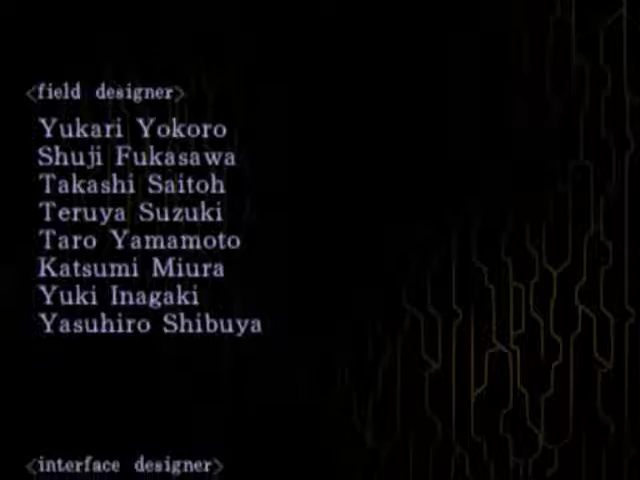 <field designer>
Yukari Yokoro
Shuji Fukasawa
Takashi Saitoh
Teruya Suzuki
Taro Yamamoto
Katsumi Miura
Yuki Inagaki
Yasuhiro Shibuya
<interface designer>